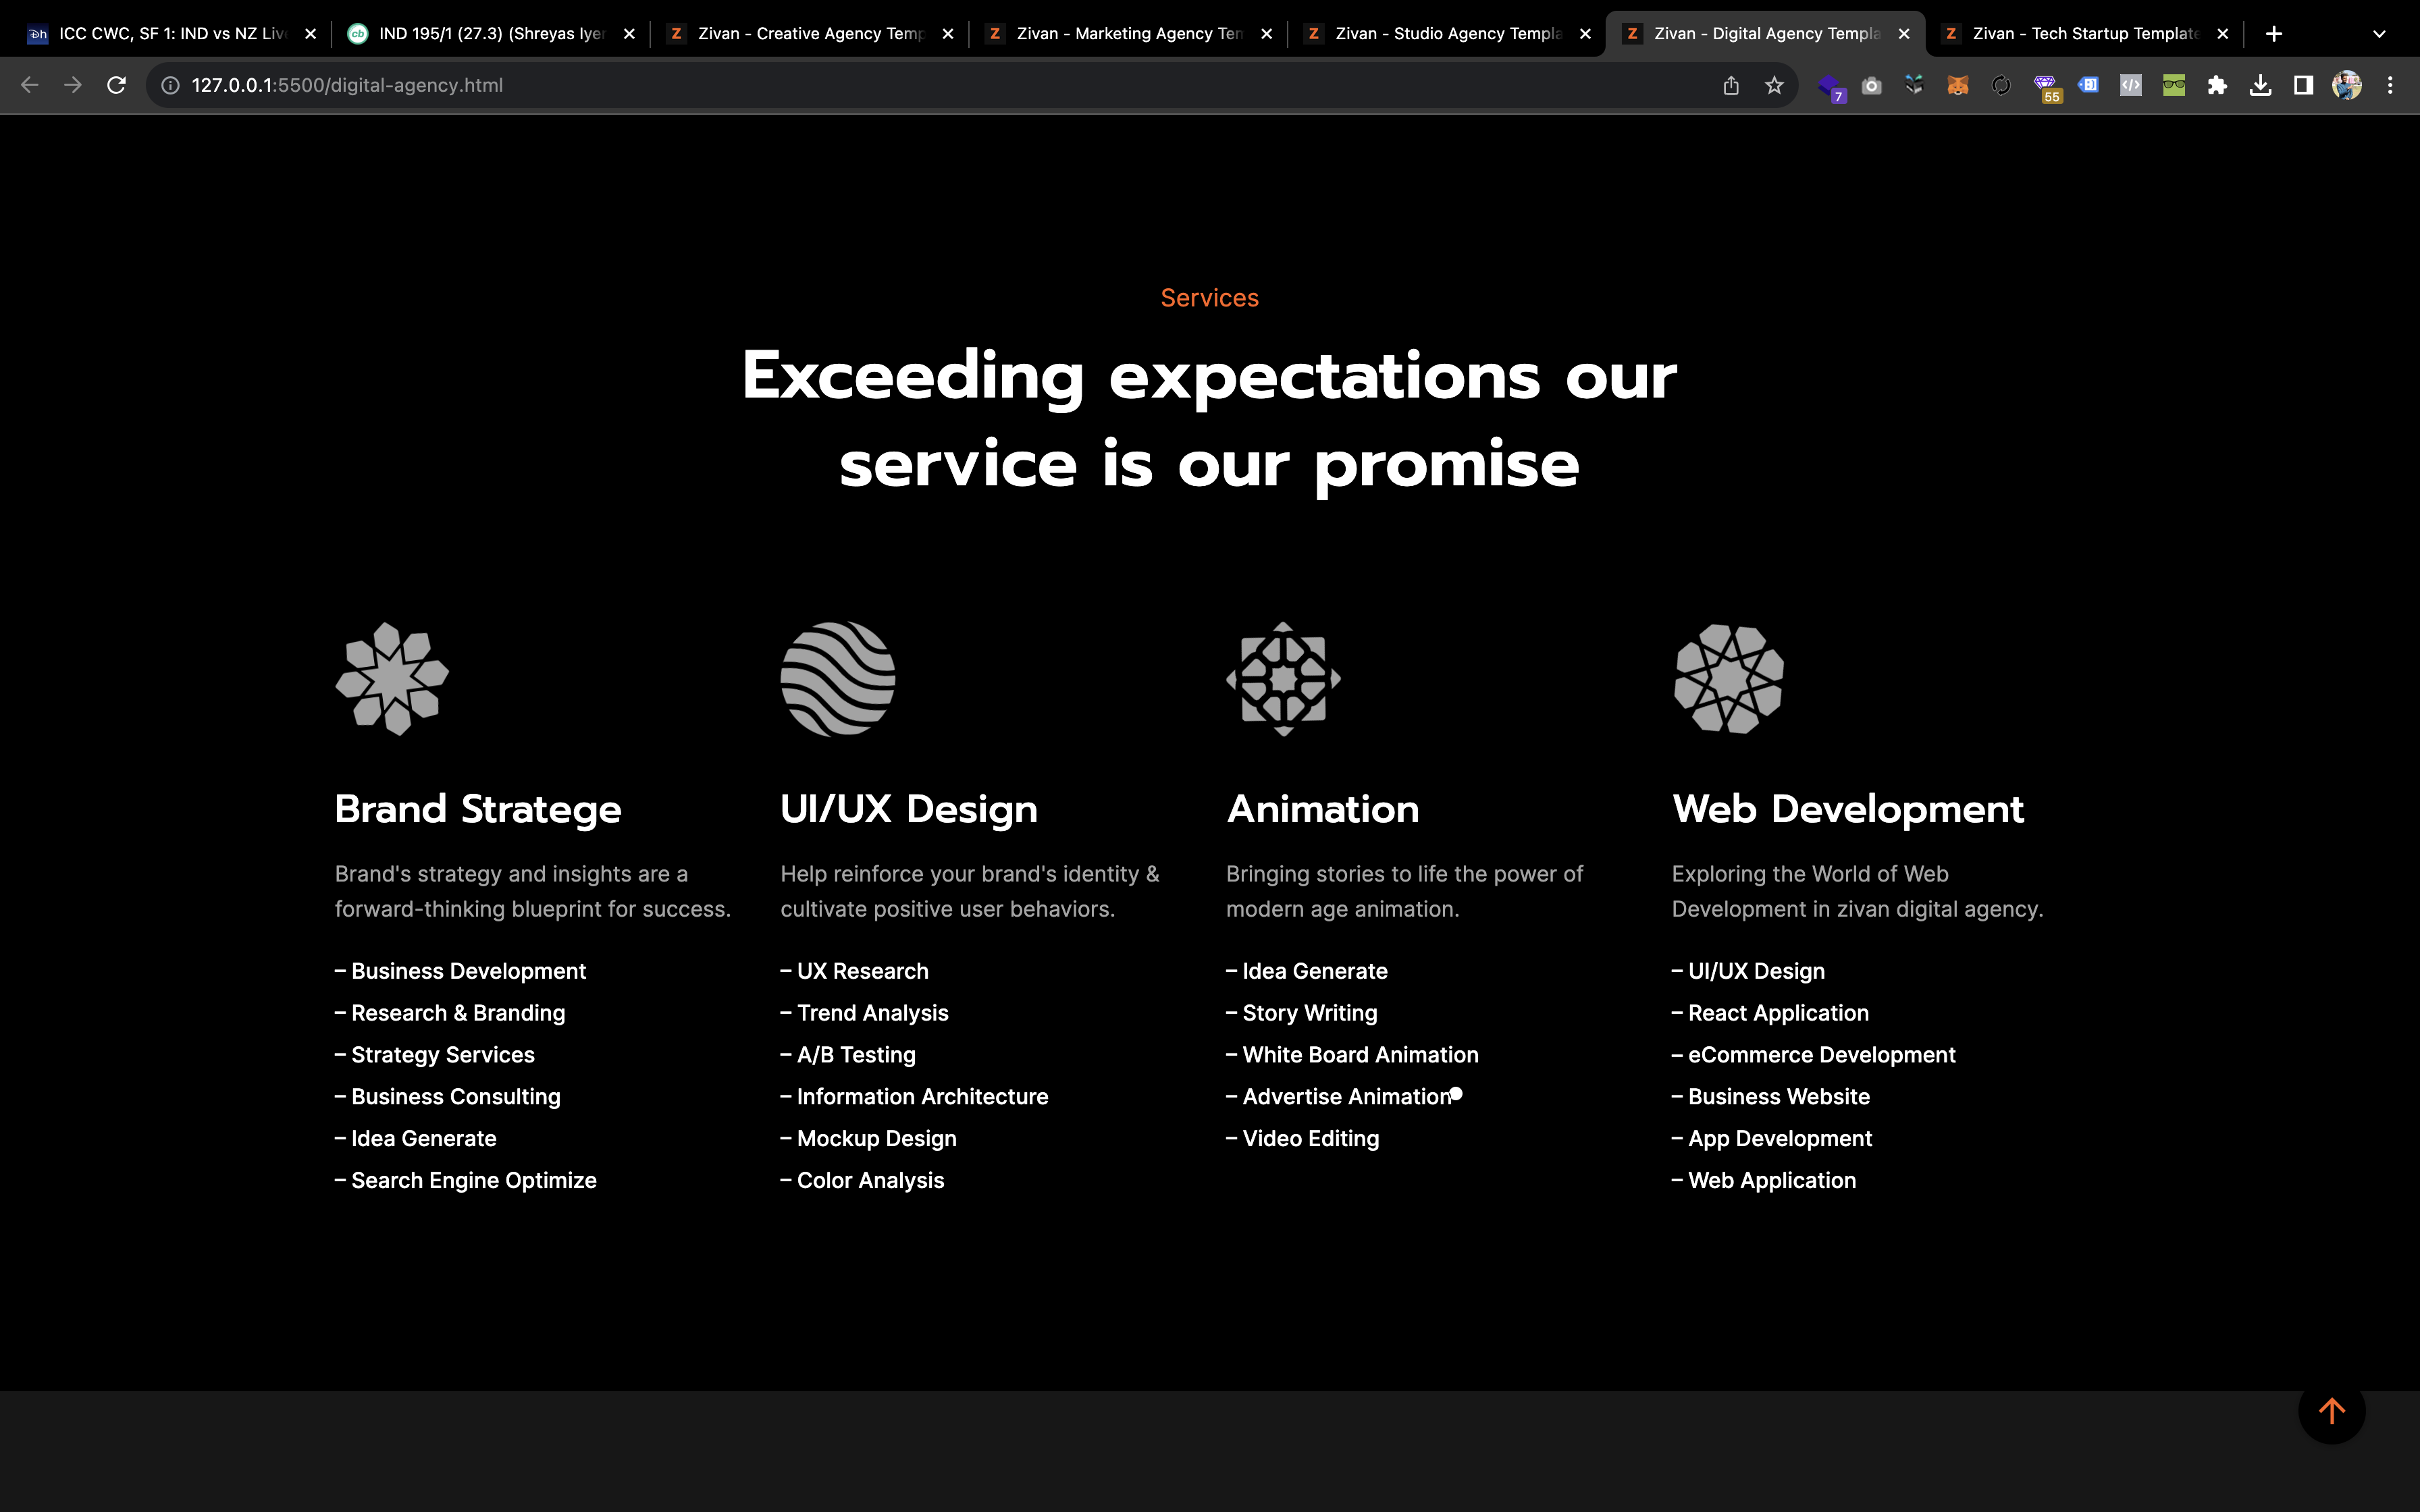 ICC CWC, SF 1: IND vs NZ Liv
IND 195/1 (27.3) (Shreyas Iyer
Zivan - Creative Agency Temp
Zivan - Marketing Agency Tem
Zivan - Studio Agency Templa
Zivan - Digital Agency Templa
Zivan - Tech Startup Template
127.0.0.1:5500/digital-agency.html
7
55
Services
Exceeding expectations our
service is our promise
Brand Stratege
Brand's strategy and insights are a
forward-thinking blueprint for success.
– Business Development
– Research & Branding
– Strategy Services
– Business Consulting
– Idea Generate
– Search Engine Optimize
UI/UX Design
Help reinforce your brand's identity &
cultivate positive user behaviors.
– UX Research
– Trend Analysis
– A/B Testing
– Information Architecture
– Mockup Design
– Color Analysis
Animation
Bringing stories to life the power of
modern age animation.
– Idea Generate
– Story Writing
– White Board Animation
– Advertise Animation
– Video Editing
Web Development
Exploring the World of Web
Development in zivan digital agency.
– UI/UX Design
– React Application
– eCommerce Development
– Business Website
– App Development
– Web Application